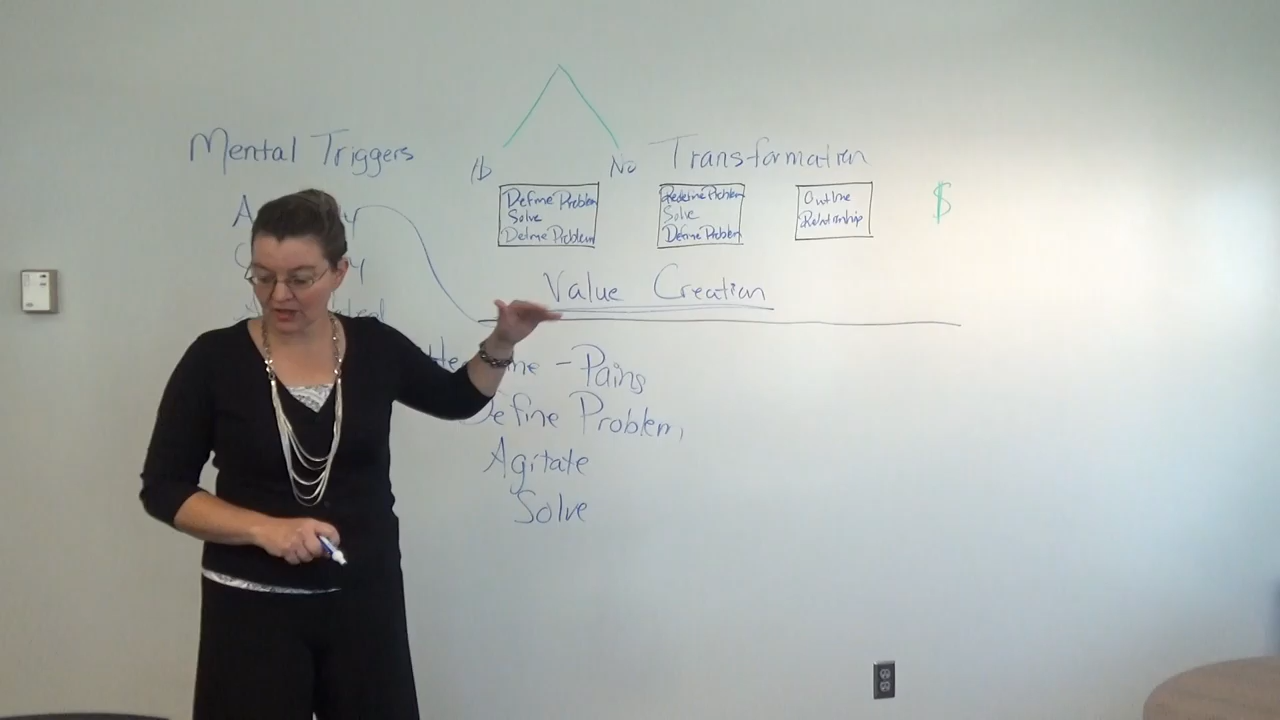 Mental Triggers
No Transformation
Define Problem
Solve
Define Problem
Redefine Problem
Solve
Define Problem
Outline
Relationship
$
Value Creation
- Pains
Define Problem,
Agitate
Solve